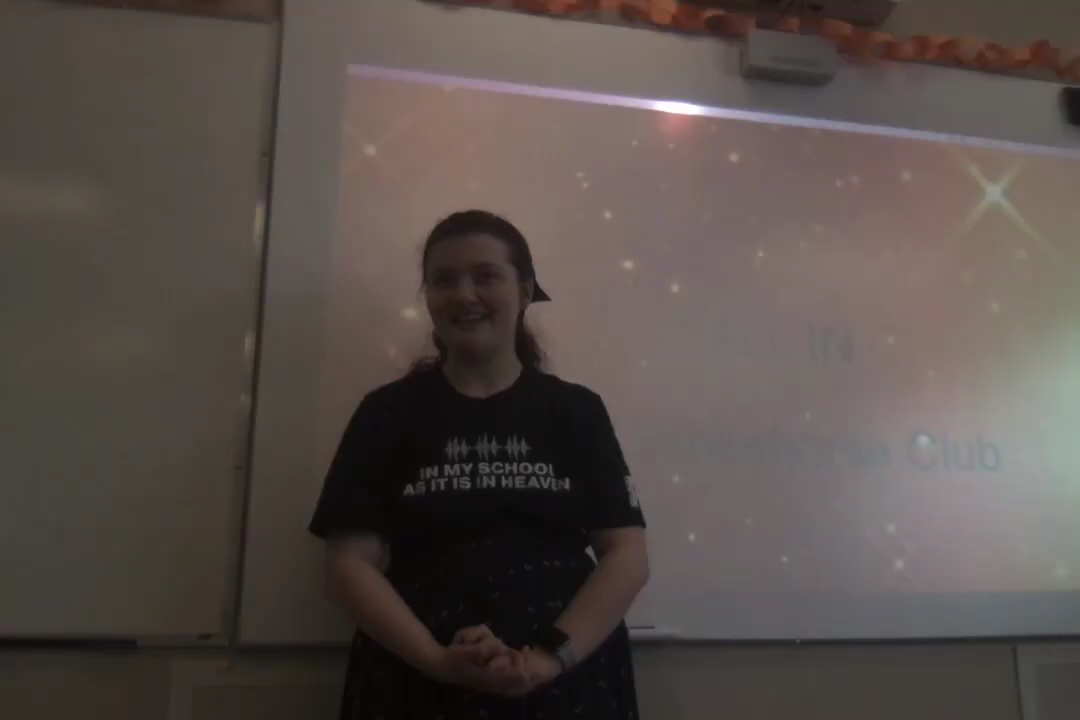 ALL IN
Club
IN MY SCHOOL
AS IT IS IN HEAVEN